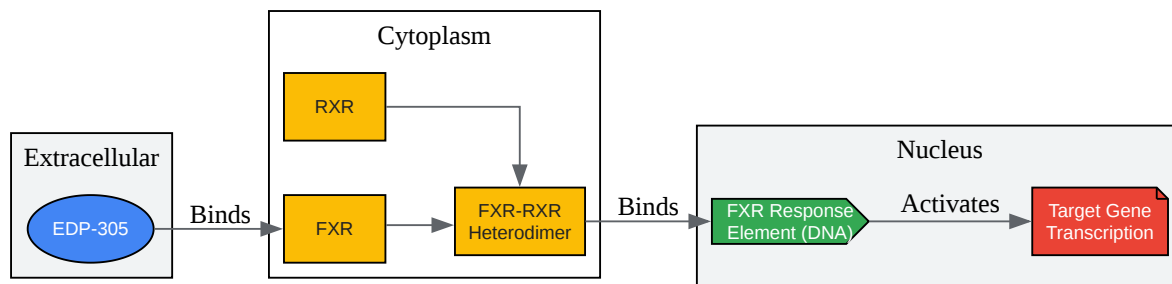 Cytoplasm
RXR
Extracellular
Nucleus
EDP-305
Binds
FXR
FXR-RXR
Heterodimer
Binds
FXR Response
Element (DNA)
Activates
Target Gene
Transcription